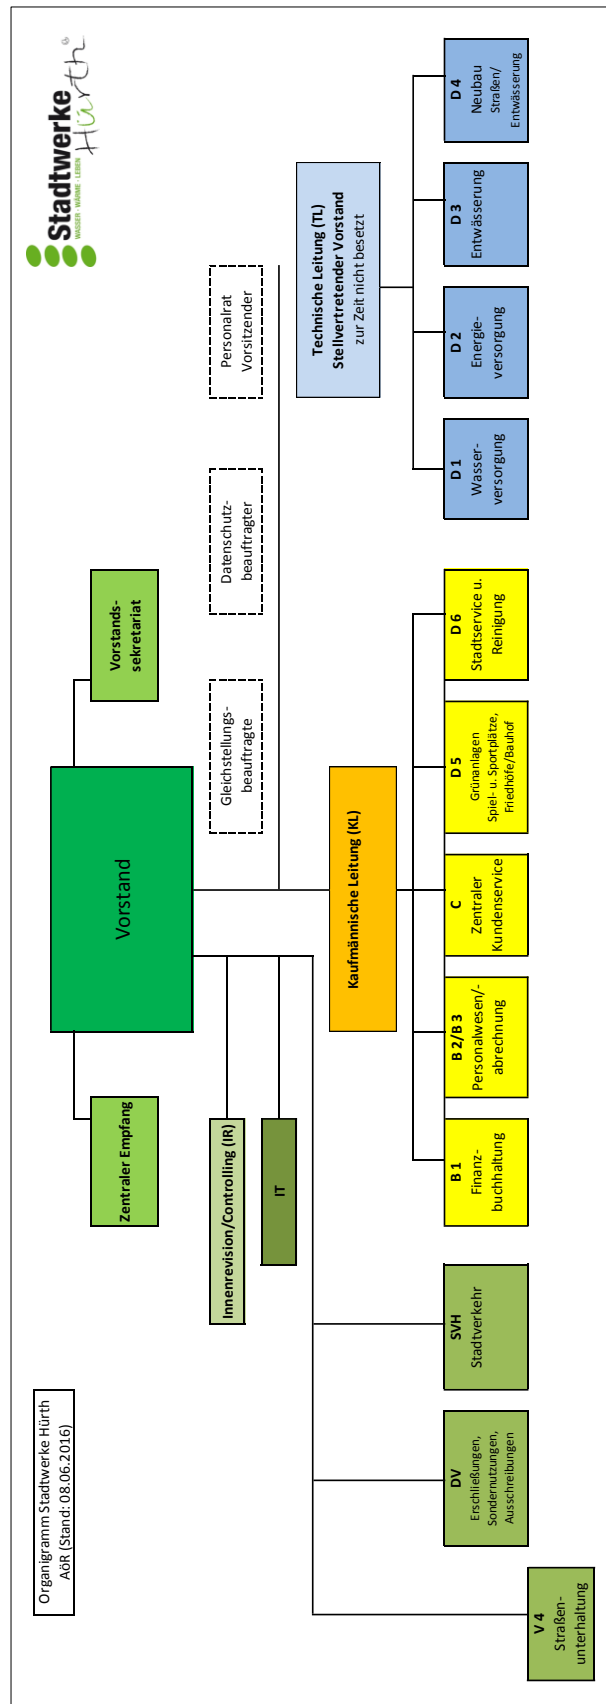 Organigramm Stadtwerke Hürth
AöR (Stand: 08.06.2016)
Stadtwerke
Hürth
®
WASSER · WÄRME · LEBEN
Vorstand
Zentraler Empfang
Vorstands-
sekretariat
Innenrevision/Controlling (IR)
IT
Gleichstellungs-
beauftragte
Datenschutz-
beauftragter
Personalrat
Vorsitzender
Kaufmännische Leitung (KL)
Technische Leitung (TL)
Stellvertretender Vorstand
zur Zeit nicht besetzt
V 4
Straßen-
unterhaltung
DV
Erschließungen,
Sondernutzungen,
Ausschreibungen
SVH
Stadtverkehr
B 1
Finanz-
buchhaltung
B 2/B 3
Personalwesen/-
abrechnung
C
Zentraler
Kundenservice
D 5
Grünanlagen
Spiel- u. Sportplätze,
Friedhöfe/Bauhof
D 6
Stadtservice u.
Reinigung
D 1
Wasser-
versorgung
D 2
Energie-
versorgung
D 3
Entwässerung
D 4
Neubau
Straßen/
Entwässerung